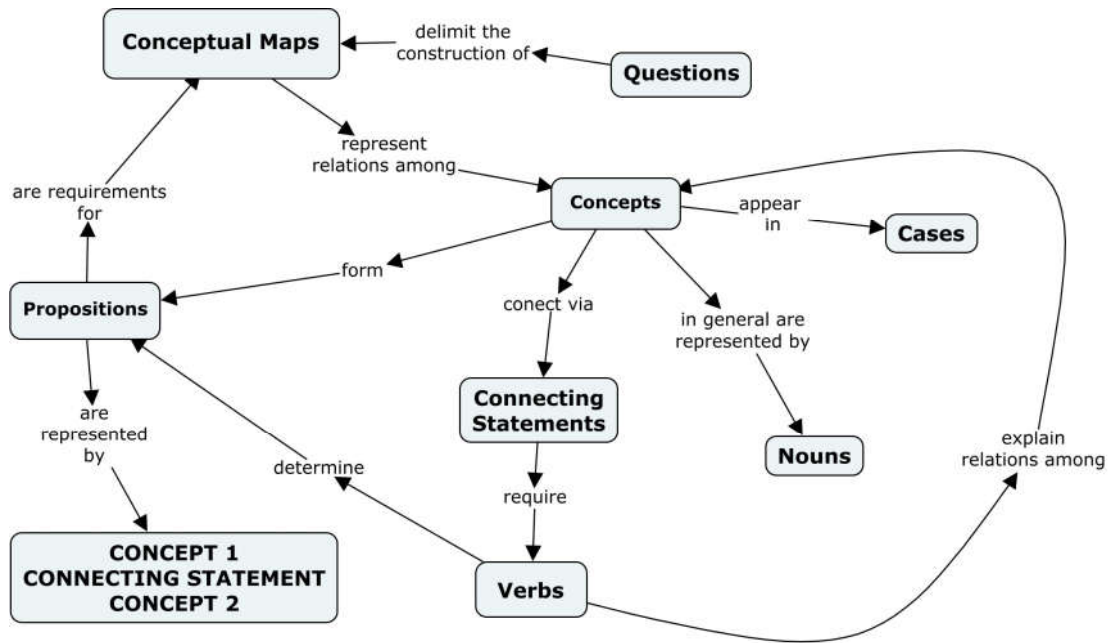 Conceptual Maps
delimit the
construction of
Questions
represent
relations among
are requirements
for
Concepts
appear
in
Cases
form
Propositions
conect via
in general are
represented by
Connecting
Statements
are
represented
by
determine
Nouns
explain
relations among
require
CONCEPT 1
CONNECTING STATEMENT
CONCEPT 2
Verbs